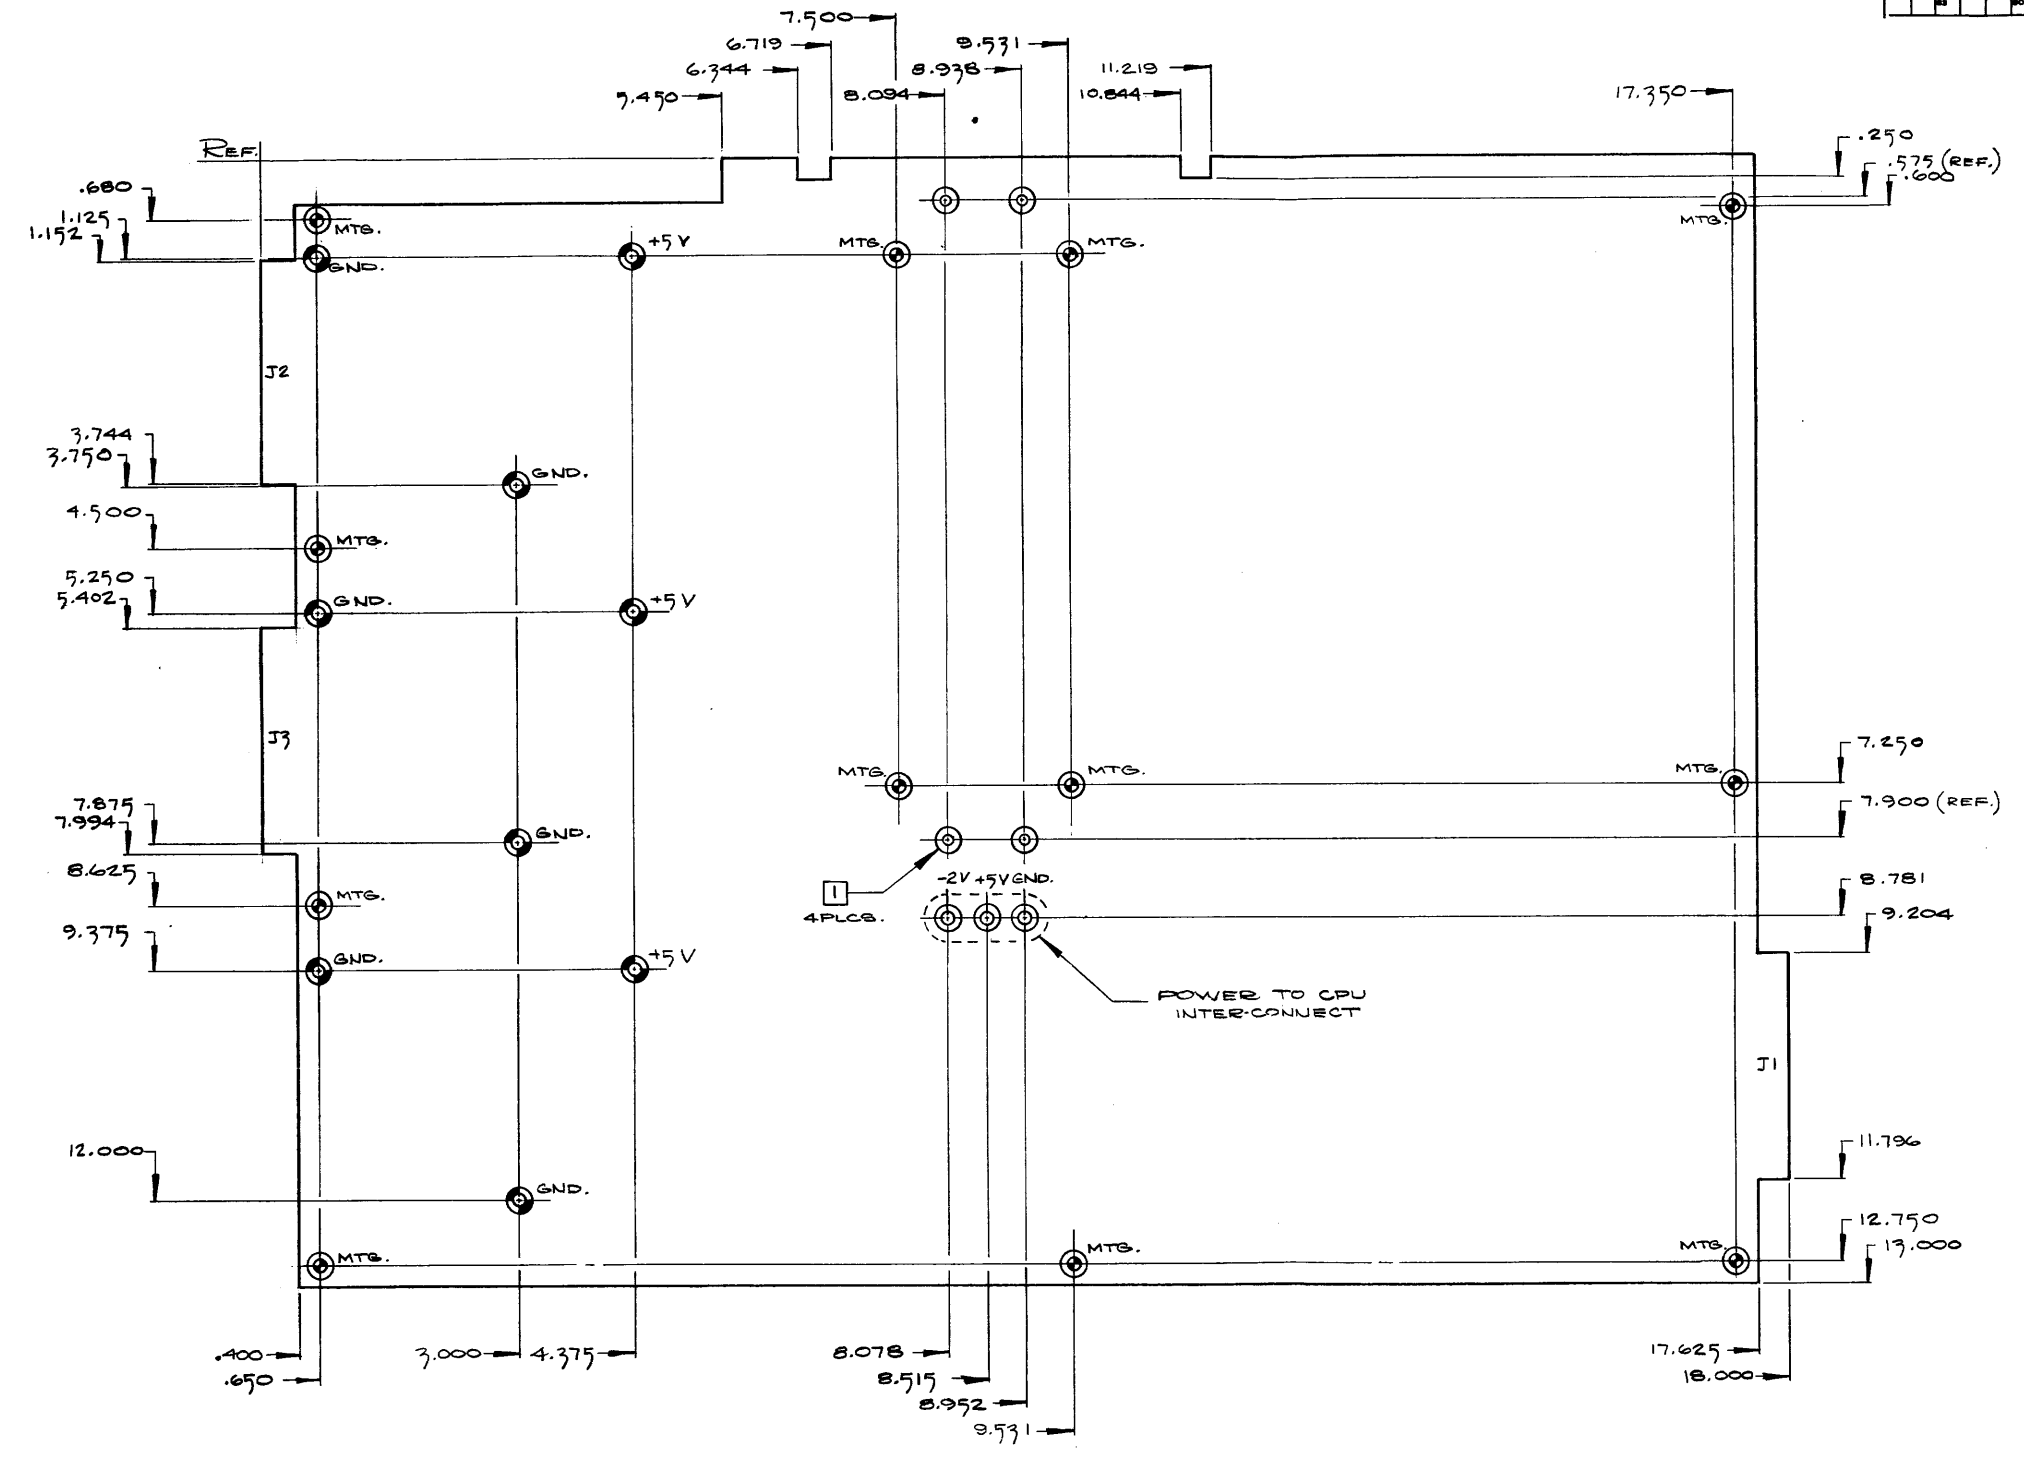 7.500
6.719
9.531
6.344
8.938
11.219
5.450
8.094
10.844
17.350
REF.
.250
.575 (REF.)
.600
.680
1.125
1.152
MTG.
GND.
+5V
MTG.
MTG.
MTG.
J2
3.744
3.750
GND.
4.500
MTG.
5.250
5.402
GND.
+5V
J3
7.250
MTG.
MTG.
MTG.
7.900 (REF.)
7.875
7.994
GND.
8.625
MTG.
-2V +5V GND.
1
4 PLCS.
8.781
9.204
9.375
GND.
+5V
POWER TO CPU
INTER-CONNECT
J1
11.796
12.000
GND.
12.750
13.000
MTG.
MTG.
MTG.
.400
.650
3.000
4.375
8.078
8.515
8.952
9.531
17.625
18.000